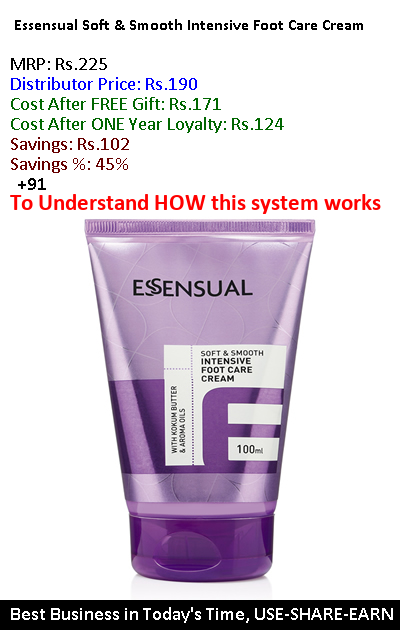 Essensual Soft & Smooth Intensive Foot Care Cream
MRP: Rs.225
Distributor Price: Rs.190
Cost After FREE Gift: Rs.171
Cost After ONE Year Loyalty: Rs.124
Savings: Rs.102
Savings %: 45%
+91
To Understand HOW this system works
ESSENSUAL
SOFT & SMOOTH
INTENSIVE
FOOT CARE
CREAM
WITH KOKUM BUTTER
& AROMA OILS
100ml
Best Business in Today's Time, USE-SHARE-EARN